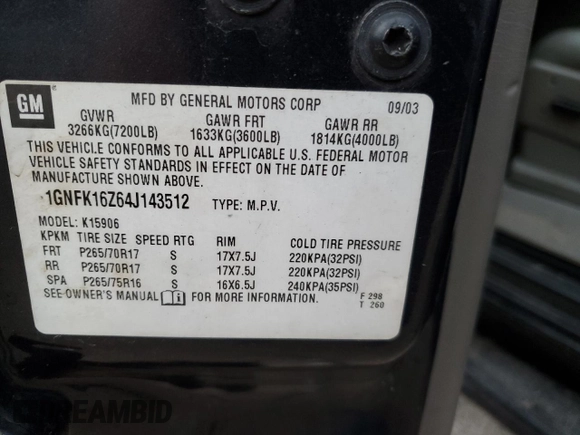 GM
MFD BY GENERAL MOTORS CORP 09/03
GVWR GAWR FRT GAWR RR
3266KG(7200LB) 1633KG(3600LB) 1814KG(4000LB)
THIS VEHICLE CONFORMS TO ALL APPLICABLE U.S. FEDERAL MOTOR
VEHICLE SAFETY STANDARDS IN EFFECT ON THE DATE OF
MANUFACTURE SHOWN ABOVE.
1GNFK16Z64J143512 TYPE: M.P.V.
MODEL: K15906
KPKM TIRE SIZE SPEED RTG RIM COLD TIRE PRESSURE
FRT P265/70R17 S 17X7.5J 220KPA(32PSI)
RR P265/70R17 S 17X7.5J 220KPA(32PSI)
SPA P265/75R16 S 16X6.5J 240KPA(35PSI)
SEE OWNER'S MANUAL FOR MORE INFORMATION. F 298
T 260
DREAMBID